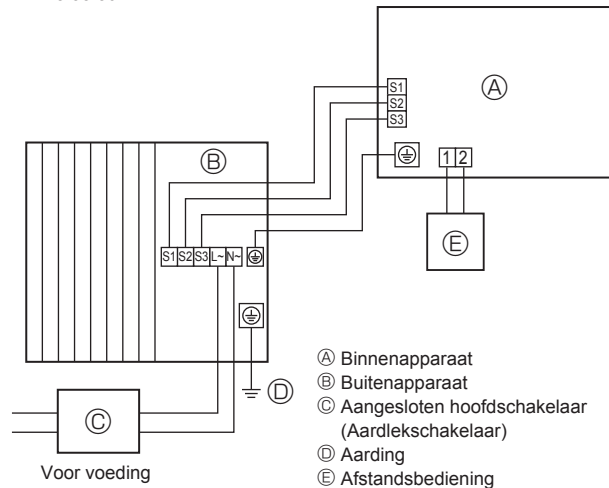 S1
S2
S3
Ⓐ
1 2
Ⓑ
Ⓔ
S1 S2 S3 L~ N~
Ⓓ
Ⓒ
Voor voeding
Ⓐ Binnenapparaat
Ⓑ Buitenapparaat
Ⓒ Aangesloten hoofdschakelaar
(Aardlekschakelaar)
Ⓓ Aarding
Ⓔ Afstandsbediening